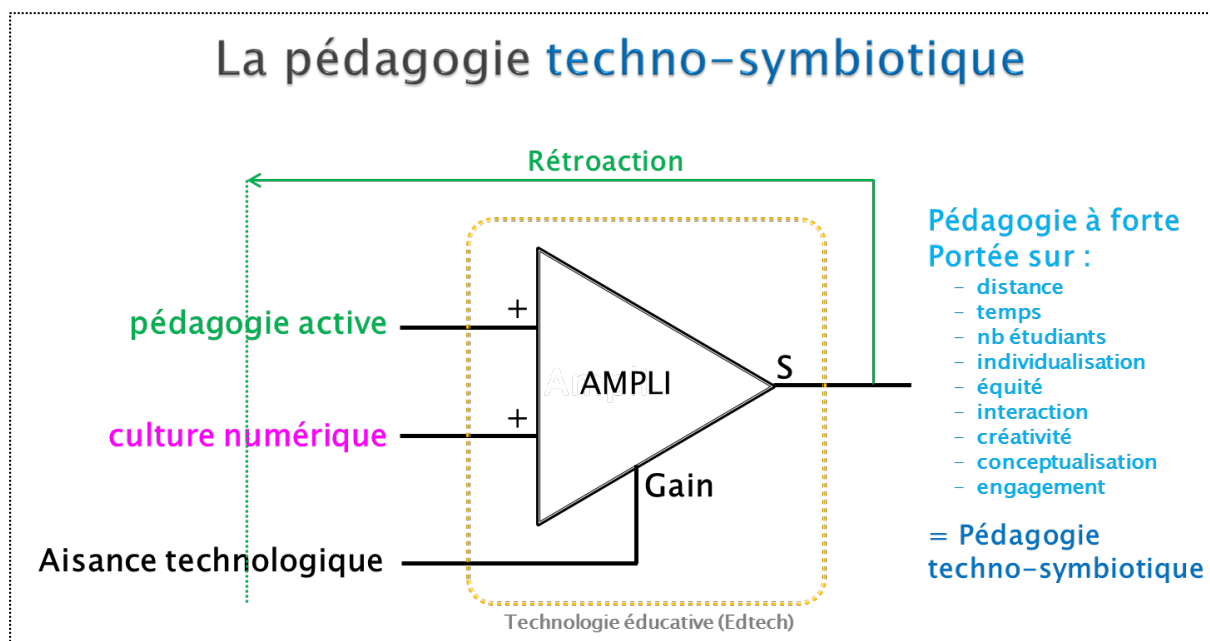 La pédagogie techno-symbiotique
Rétroaction
pédagogie active
+
culture numérique
+
Aisance technologique
AMPLI
Ampli
S
Gain
Technologie éducative (Edtech)
Pédagogie à forte
Portée sur :
- distance
- temps
- nb étudiants
- individualisation
- équité
- interaction
- créativité
- conceptualisation
- engagement
= Pédagogie
techno-symbiotique